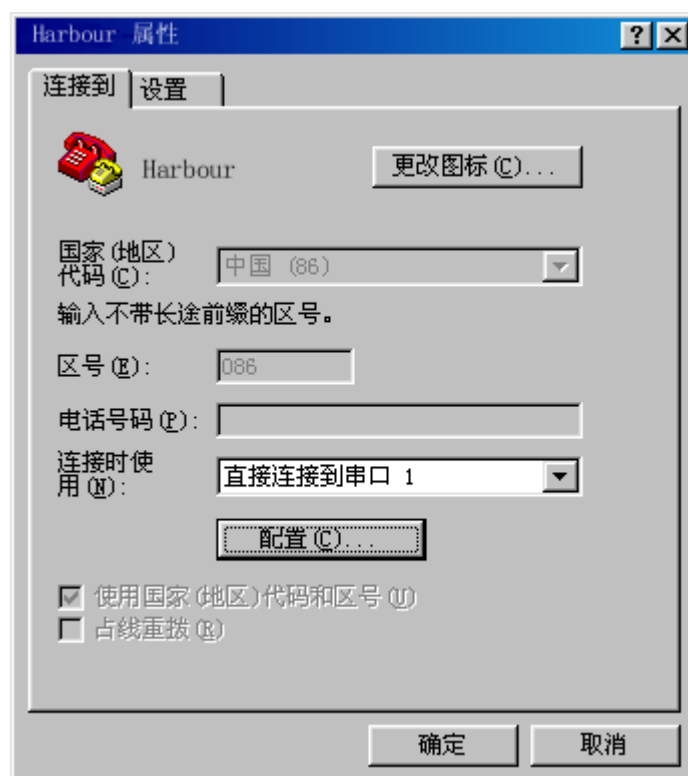 Harbour 属性
连接到 设置
Harbour 更改图标(C)...
国家(地区)
代码(C): 中国 (86)
输入不带长途前缀的区号。
区号(E): 086
电话号码(P):
连接时使
用(N): 直接连接到串口 1
配置(C)...
使用国家(地区)代码和区号(U)
占线重拨(R)
确定 取消